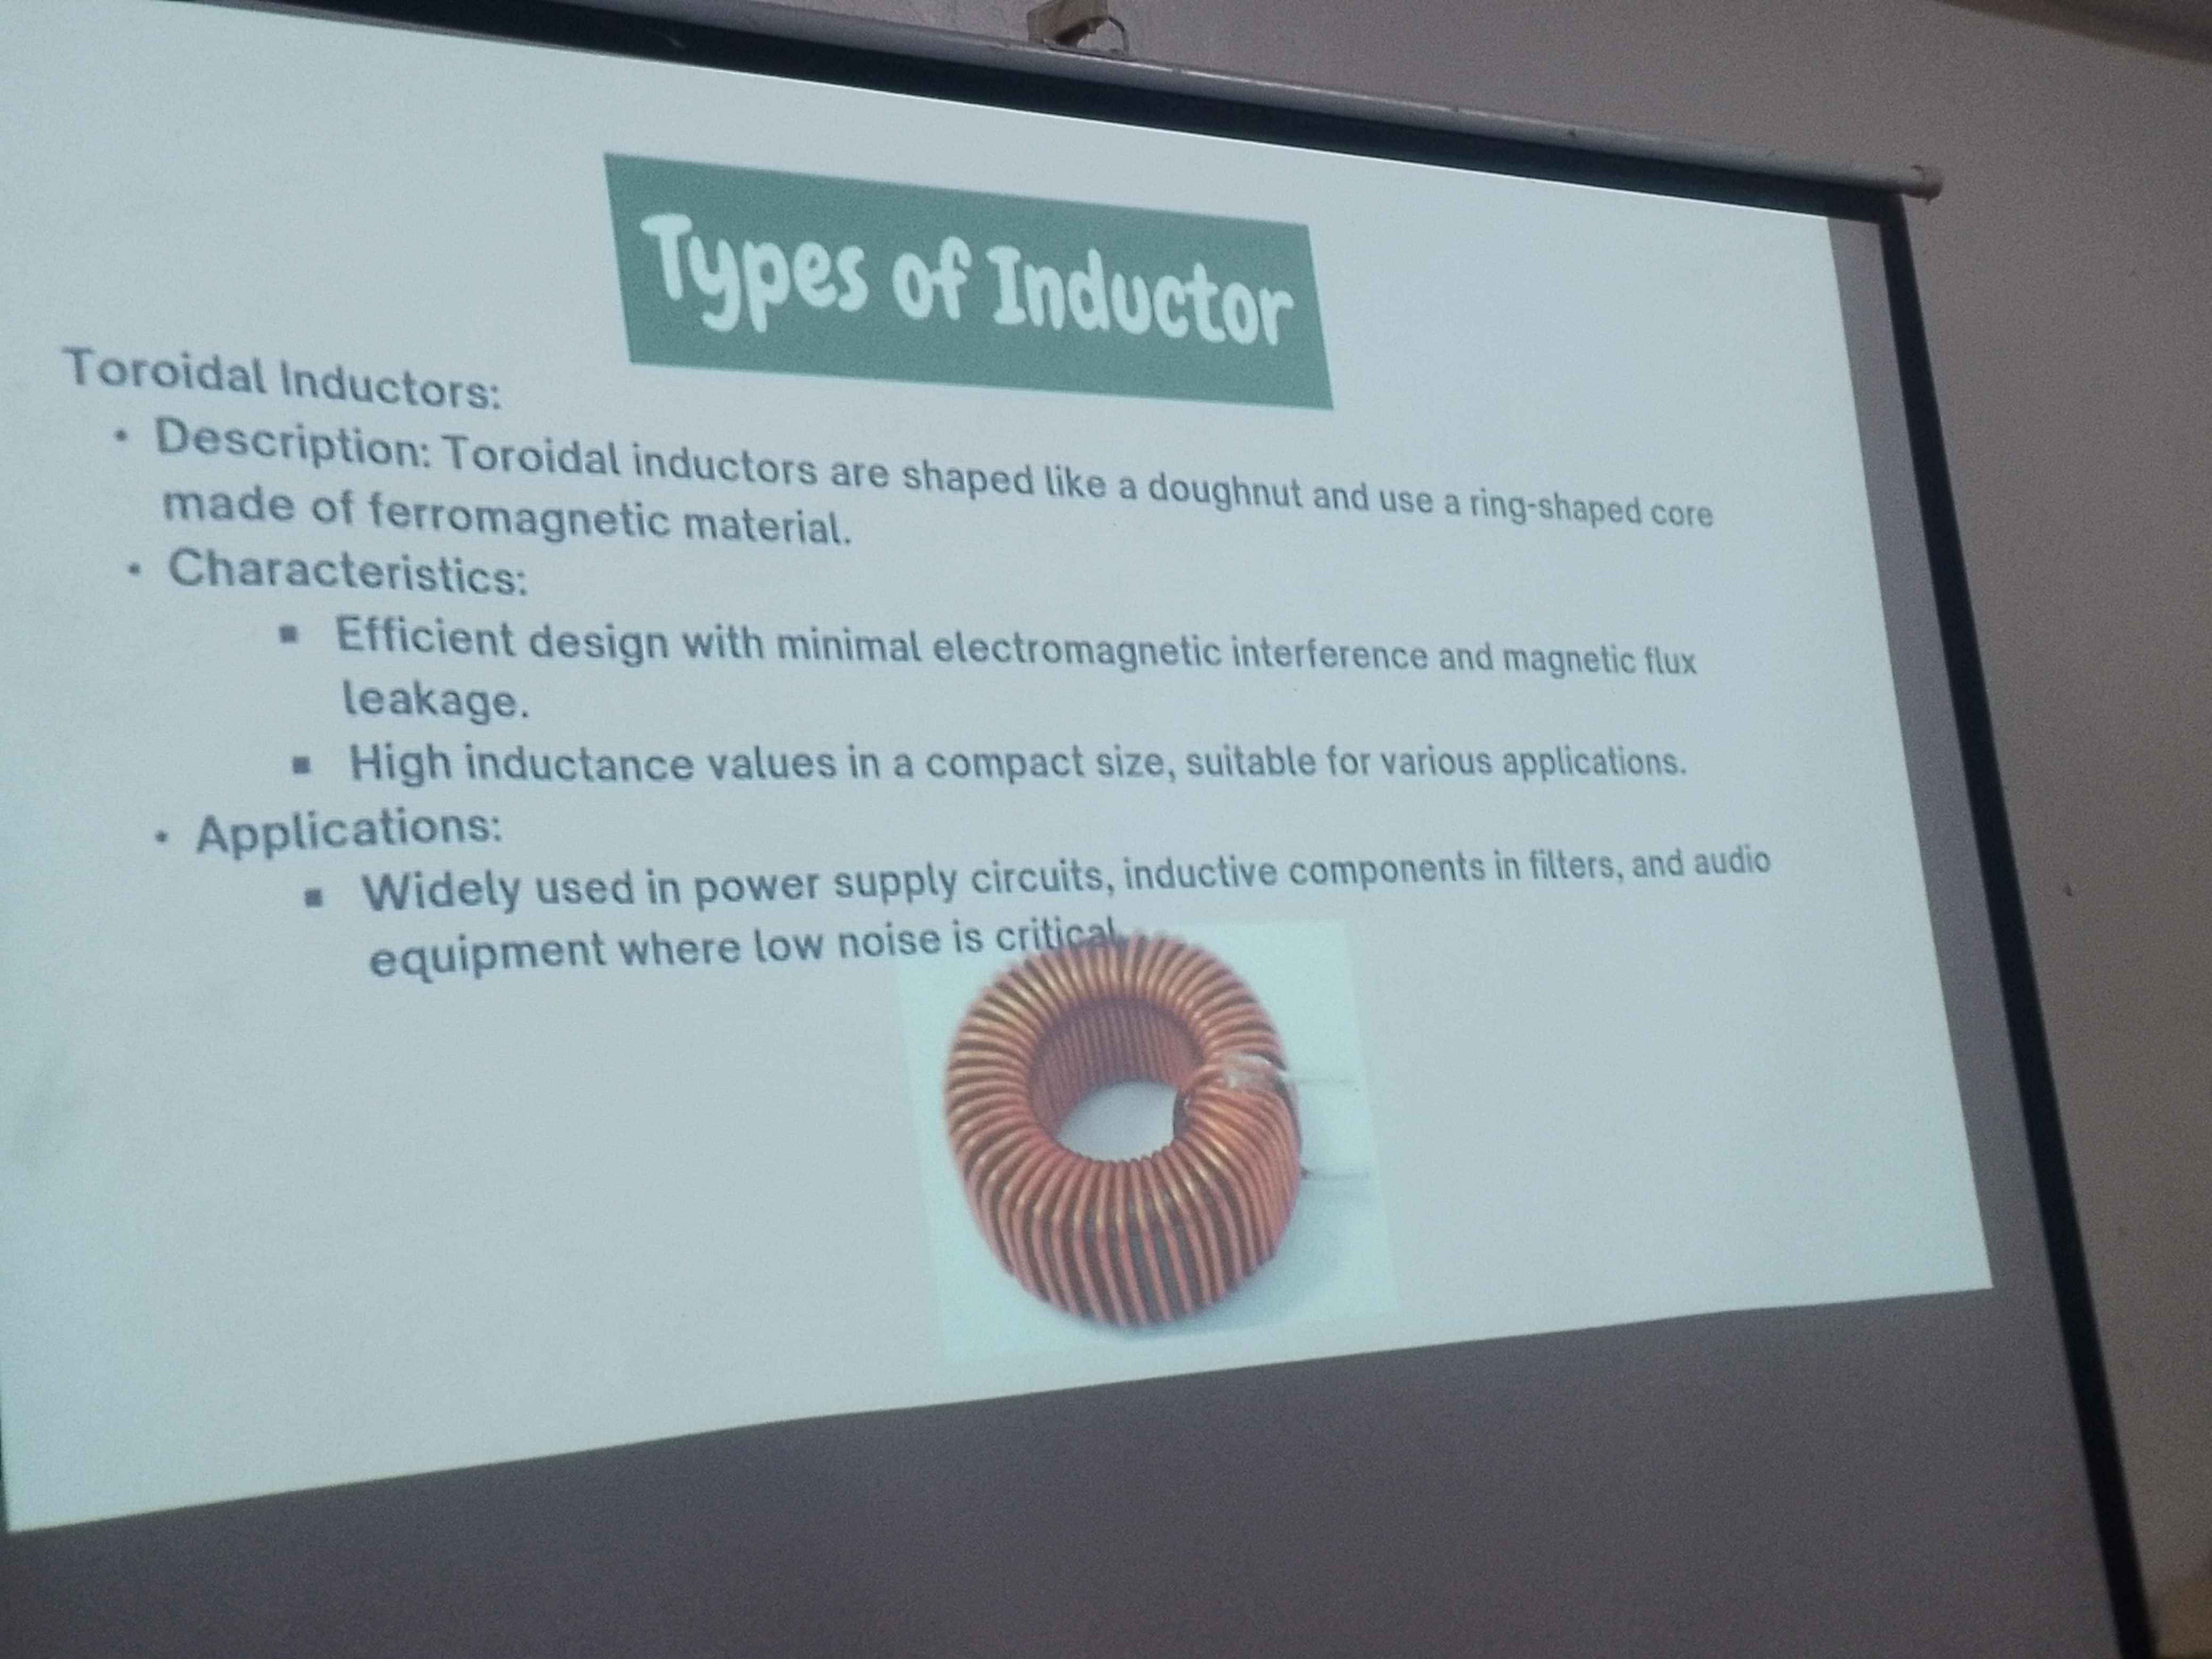 Types of Inductor
Toroidal Inductors:
• Description: Toroidal inductors are shaped like a doughnut and use a ring-shaped core
made of ferromagnetic material.
• Characteristics:
▪ Efficient design with minimal electromagnetic interference and magnetic flux
leakage.
▪ High inductance values in a compact size, suitable for various applications.
• Applications:
▪ Widely used in power supply circuits, inductive components in filters, and audio
equipment where low noise is critical.